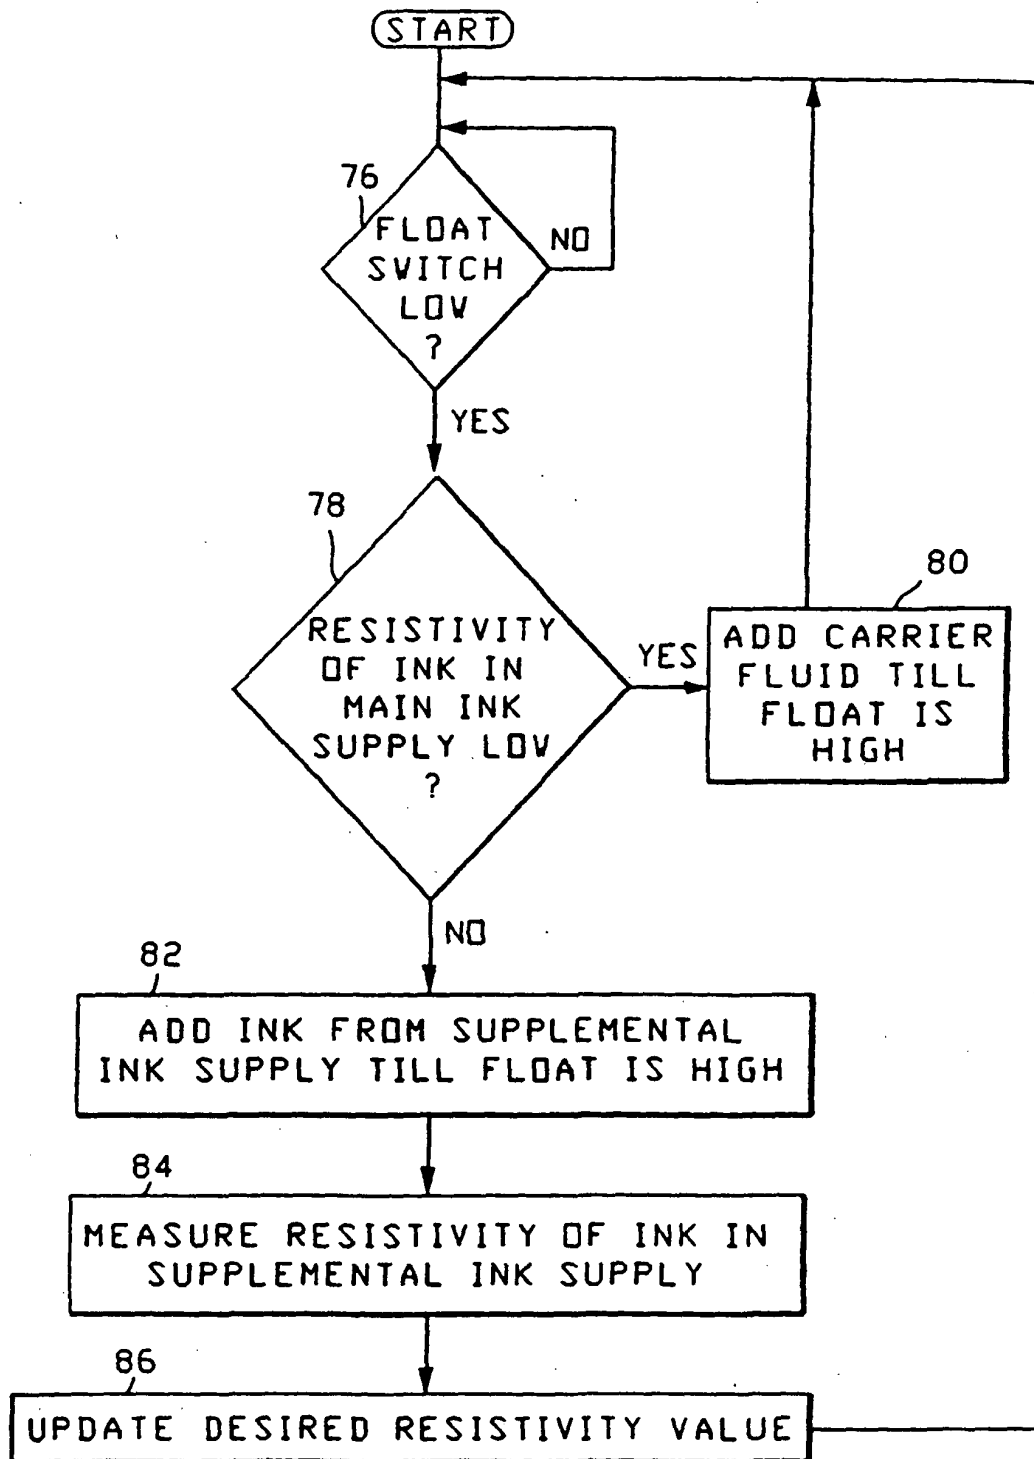 START
76
FLOAT
SWITCH
LOW
?
NO
YES
78
RESISTIVITY
OF INK IN
MAIN INK
SUPPLY LOW
?
YES
80
ADD CARRIER
FLUID TILL
FLOAT IS
HIGH
NO
82
ADD INK FROM SUPPLEMENTAL
INK SUPPLY TILL FLOAT IS HIGH
84
MEASURE RESISTIVITY OF INK IN
SUPPLEMENTAL INK SUPPLY
86
UPDATE DESIRED RESISTIVITY VALUE